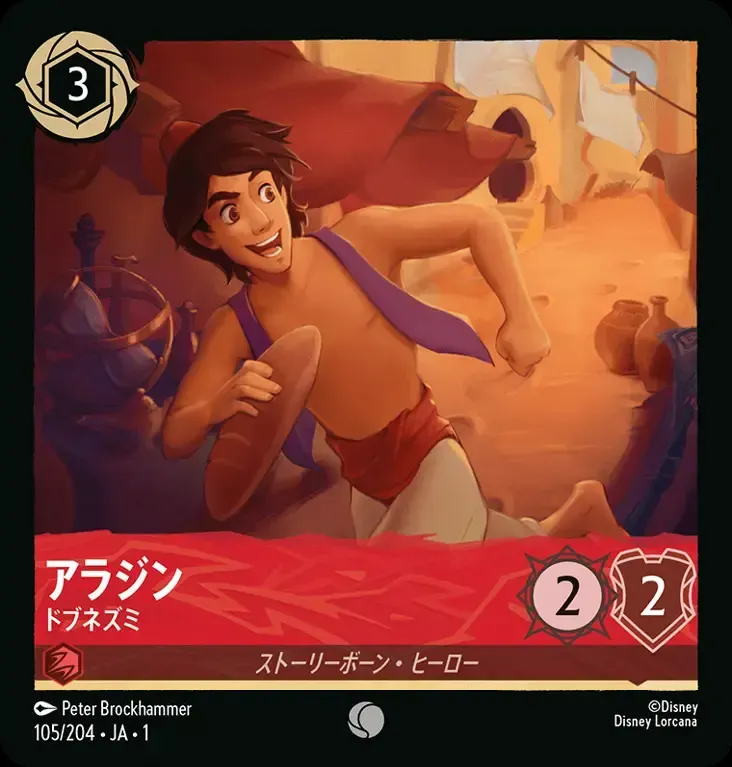 3
アラジン
ドブネズミ
2
2
ストーリーボーン・ヒーロー
Peter Brockhammer
105/204・JA・1
©Disney
Disney Lorcana